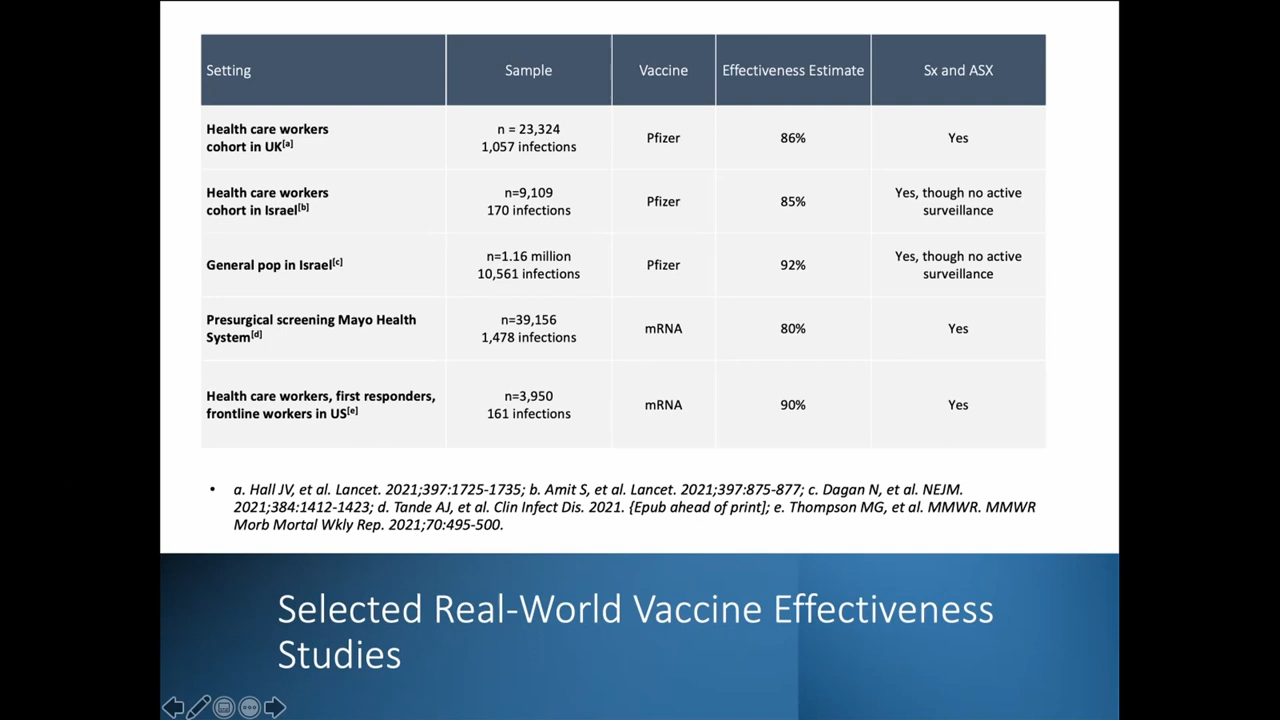 Setting
Sample
Vaccine
Effectiveness Estimate
Sx and ASX
Health care workers
cohort in UK[a]
n = 23,324
1,057 infections
Pfizer
86%
Yes
Health care workers
cohort in Israel[b]
n=9,109
170 infections
Pfizer
85%
Yes, though no active
surveillance
General pop in Israel[c]
n=1.16 million
10,561 infections
Pfizer
92%
Yes, though no active
surveillance
Presurgical screening Mayo Health
System[d]
n=39,156
1,478 infections
mRNA
80%
Yes
Health care workers, first responders,
frontline workers in US[e]
n=3,950
161 infections
mRNA
90%
Yes
• a. Hall JV, et al. Lancet. 2021;397:1725-1735; b. Amit S, et al. Lancet. 2021;397:875-877; c. Dagan N, et al. NEJM.
2021;384:1412-1423; d. Tande AJ, et al. Clin Infect Dis. 2021. {Epub ahead of print]; e. Thompson MG, et al. MMWR. MMWR
Morb Mortal Wkly Rep. 2021;70:495-500.
Selected Real-World Vaccine Effectiveness
Studies